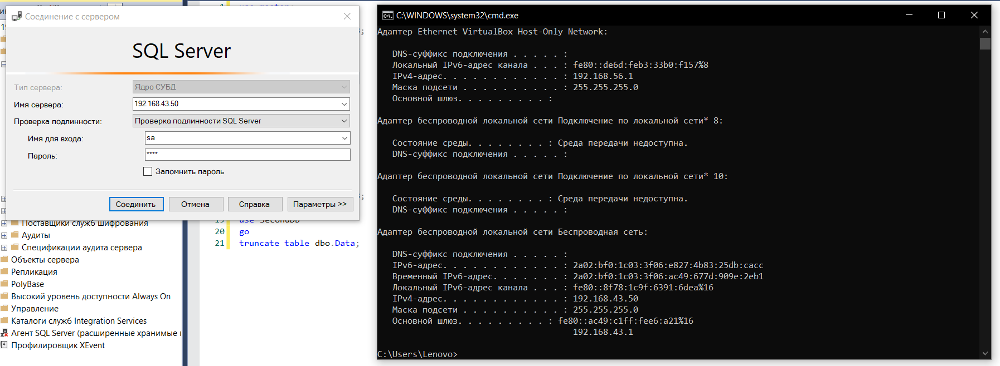 Соединение с сервером
SQL Server
Тип сервера:
Ядро СУБД
Имя сервера:
192.168.43.50
Проверка подлинности:
Проверка подлинности SQL Server
Имя для входа:
sa
Пароль:
****
Запомнить пароль
Соединить
Отмена
Справка
Параметры >>
Поставщики служб шифрования
Аудиты
Спецификации аудита сервера
Объекты сервера
Репликация
PolyBase
Высокий уровень доступности Always On
Управление
Каталоги служб Integration Services
Агент SQL Server (расширенные хранимые
Профилировщик XEvent
19 use SecondDB
20 go
21 truncate table dbo.Data;
C:\WINDOWS\system32\cmd.exe
Адаптер Ethernet VirtualBox Host-Only Network:
DNS-суффикс подключения . . . . . :
Локальный IPv6-адрес канала . . . : fe80::de6d:feb3:33b0:f157%8
IPv4-адрес. . . . . . . . . . . . : 192.168.56.1
Маска подсети . . . . . . . . . . : 255.255.255.0
Основной шлюз. . . . . . . . . :
Адаптер беспроводной локальной сети Подключение по локальной сети* 8:
Состояние среды. . . . . . . . : Среда передачи недоступна.
DNS-суффикс подключения . . . . . :
Адаптер беспроводной локальной сети Подключение по локальной сети* 10:
Состояние среды. . . . . . . . : Среда передачи недоступна.
DNS-суффикс подключения . . . . . :
Адаптер беспроводной локальной сети Беспроводная сеть:
DNS-суффикс подключения . . . . . :
IPv6-адрес. . . . . . . . . . . . : 2a02:bf0:1c03:3f06:e827:4b83:25db:cacc
Временный IPv6-адрес. . . . . . . : 2a02:bf0:1c03:3f06:ac49:677d:909e:2eb1
Локальный IPv6-адрес канала . . . : fe80::8f78:1c9f:6391:6dea%16
IPv4-адрес. . . . . . . . . . . . : 192.168.43.50
Маска подсети . . . . . . . . . . : 255.255.255.0
Основной шлюз. . . . . . . . . : fe80::ac49:c1ff:fee6:a21%16
192.168.43.1
C:\Users\Lenovo>